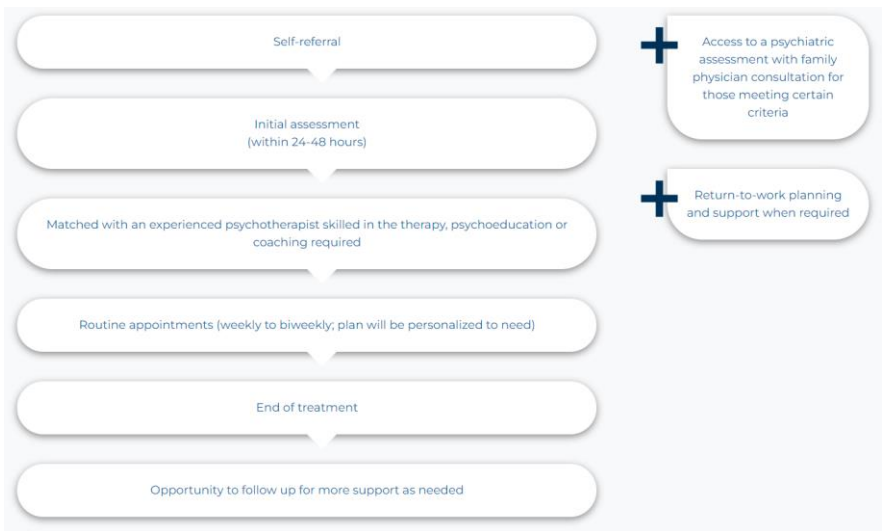 Self-referral
Initial assessment
(within 24-48 hours)
Matched with an experienced psychotherapist skilled in the therapy, psychoeducation or
coaching required
Routine appointments (weekly to biweekly; plan will be personalized to need)
End of treatment
Opportunity to follow up for more support as needed
Access to a psychiatric
assessment with family
physician consultation for
those meeting certain
criteria
Return-to-work planning
and support when required